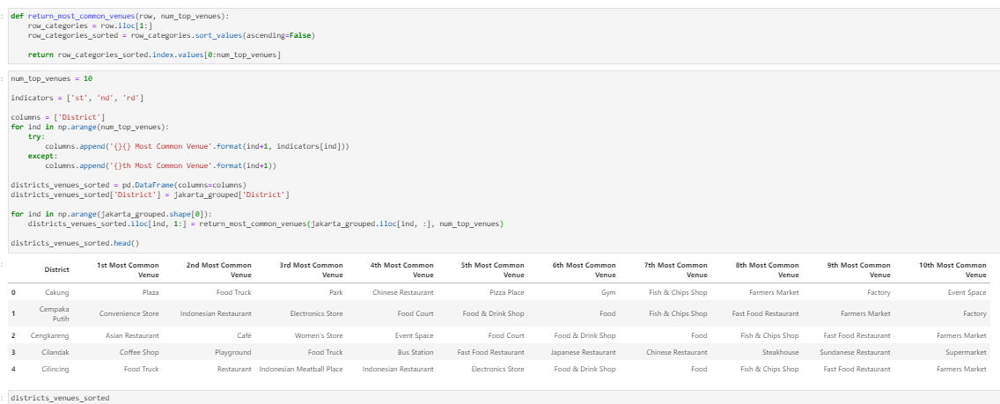 def return_most_common_venues(row, num_top_venues):
    row_categories = row.iloc[1:]
    row_categories_sorted = row_categories.sort_values(ascending=False)
    return row_categories_sorted.index.values[0:num_top_venues]
num_top_venues = 10
indicators = ['st', 'nd', 'rd']
columns = ['District']
for ind in np.arange(num_top_venues):
    try:
        columns.append('{}{} Most Common Venue'.format(ind+1, indicators[ind]))
    except:
        columns.append('{}th Most Common Venue'.format(ind+1))
districts_venues_sorted = pd.DataFrame(columns=columns)
districts_venues_sorted['District'] = jakarta_grouped['District']
for ind in np.arange(jakarta_grouped.shape[0]):
    districts_venues_sorted.iloc[ind, 1:] = return_most_common_venues(jakarta_grouped.iloc[ind, :], num_top_venues)
districts_venues_sorted.head()
District 1st Most Common Venue 2nd Most Common Venue 3rd Most Common Venue 4th Most Common Venue 5th Most Common Venue 6th Most Common Venue 7th Most Common Venue 8th Most Common Venue 9th Most Common Venue 10th Most Common Venue
0 Cakung Plaza Food Truck Park Chinese Restaurant Pizza Place Gym Fish & Chips Shop Farmers Market Factory Event Space
1 Cempaka Putih Convenience Store Indonesian Restaurant Electronics Store Food Court Food & Drink Shop Food Fish & Chips Shop Fast Food Restaurant Farmers Market Factory
2 Cengkareng Asian Restaurant Café Women's Store Event Space Food Court Food & Drink Shop Food Fish & Chips Shop Fast Food Restaurant Farmers Market
3 Cilandak Coffee Shop Playground Food Truck Bus Station Fast Food Restaurant Japanese Restaurant Chinese Restaurant Steakhouse Sundanese Restaurant Supermarket
4 Cilincing Food Truck Restaurant Indonesian Meatball Place Indonesian Restaurant Electronics Store Food & Drink Shop Food Fish & Chips Shop Fast Food Restaurant Farmers Market
districts_venues_sorted